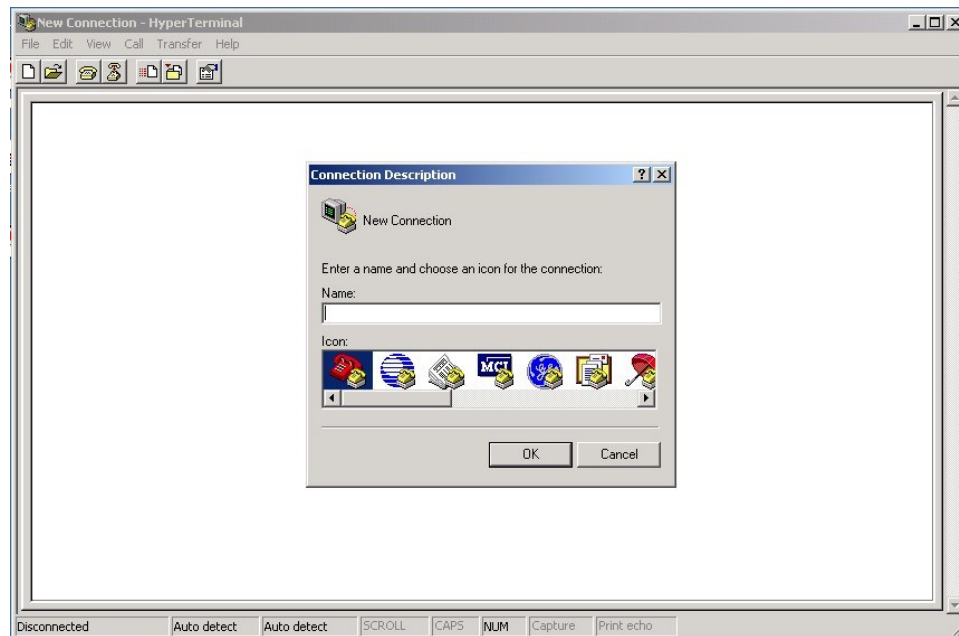 New Connection - HyperTerminal
File Edit View Call Transfer Help
Connection Description
New Connection
Enter a name and choose an icon for the connection:
Name:
Icon:
MCI
OK Cancel
Disconnected Auto detect Auto detect SCROLL CAPS NUM Capture Print echo